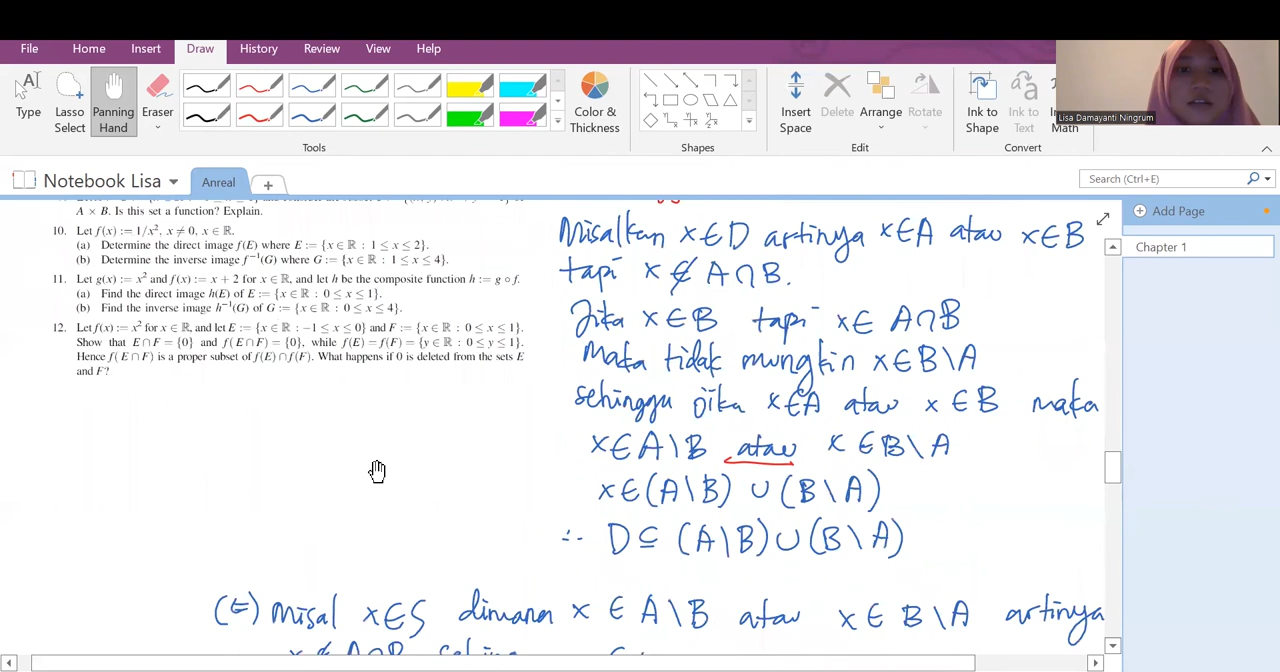 File Home Insert Draw History Review View Help
Type Lasso Select Panning Hand Eraser
Color & Thickness
Insert Space Delete Arrange Rotate
Ink to Shape Ink to Text Math
Tools Shapes Edit Convert
Lisa Damayanti Ningrum
Notebook Lisa Anreal
Search (Ctrl+E)
Add Page
Chapter 1
A × B. Is this set a function? Explain.
10. Let f(x) := 1/x², x ≠ 0, x ∈ ℝ.
(a) Determine the direct image f(E) where E := {x ∈ ℝ : 1 ≤ x ≤ 2}.
(b) Determine the inverse image f⁻¹(G) where G := {x ∈ ℝ : 1 ≤ x ≤ 4}.
11. Let g(x) := x² and f(x) := x + 2 for x ∈ ℝ, and let h be the composite function h := g ∘ f.
(a) Find the direct image h(E) of E := {x ∈ ℝ : 0 ≤ x ≤ 1}.
(b) Find the inverse image h⁻¹(G) of G := {x ∈ ℝ : 0 ≤ x ≤ 4}.
12. Let f(x) := x² for x ∈ ℝ, and let E := {x ∈ ℝ : −1 ≤ x ≤ 0} and F := {x ∈ ℝ : 0 ≤ x ≤ 1}.
Show that E ∩ F = {0} and f(E ∩ F) = {0}, while f(E) = f(F) = {y ∈ ℝ : 0 ≤ y ≤ 1}.
Hence f(E ∩ F) is a proper subset of f(E) ∩ f(F). What happens if 0 is deleted from the sets E
and F?
Misalkan x ∈ D artinya x ∈ A atau x ∈ B
tapi x ∉ A ∩ B.
Jika x ∈ B tapi x ∈ A ∩ B
Maka tidak mungkin x ∈ B \ A
sehingga jika x ∈ A atau x ∈ B maka
x ∈ A \ B atau x ∈ B \ A
x ∈ (A \ B) ∪ (B \ A)
∴ D ⊆ (A \ B) ∪ (B \ A)
(⇐) Misal x ∈ S dimana x ∈ A \ B atau x ∈ B \ A artinya
x ∉ A ∩ B